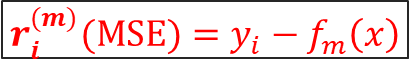 r_i^{(m)}(MSE) = y_i − f_m(x)